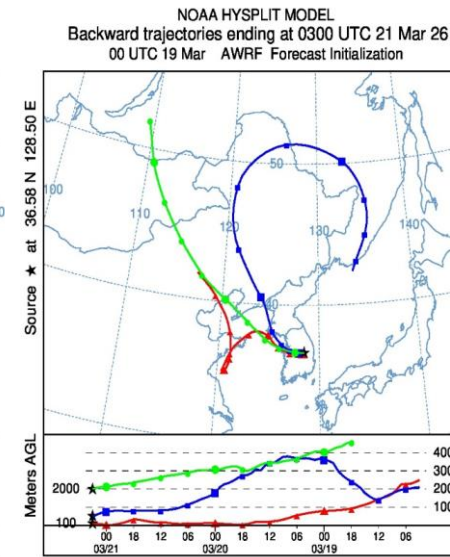 NOAA HYSPLIT MODEL
Backward trajectories ending at 0300 UTC 21 Mar 26
00 UTC 19 Mar AWRF Forecast Initialization
Source ★ at 36.58 N 128.50 E
100
110
120
130
140
50
40
Meters AGL
2000
100
400
300
200
100
00 18 12 06 00 18 12 06 00 18 12 06
03/21 03/20 03/19